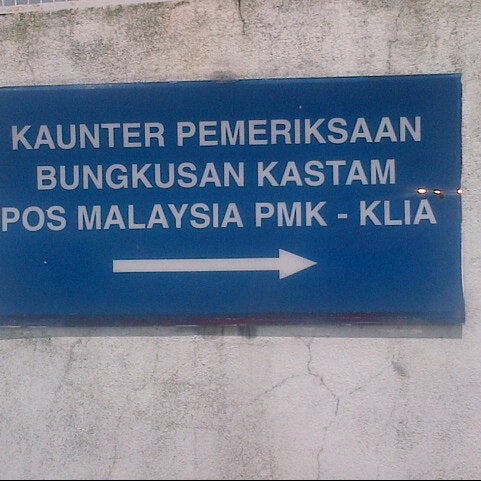 KAUNTER PEMERIKSAAN
BUNGKUSAN KASTAM
POS MALAYSIA PMK - KLIA